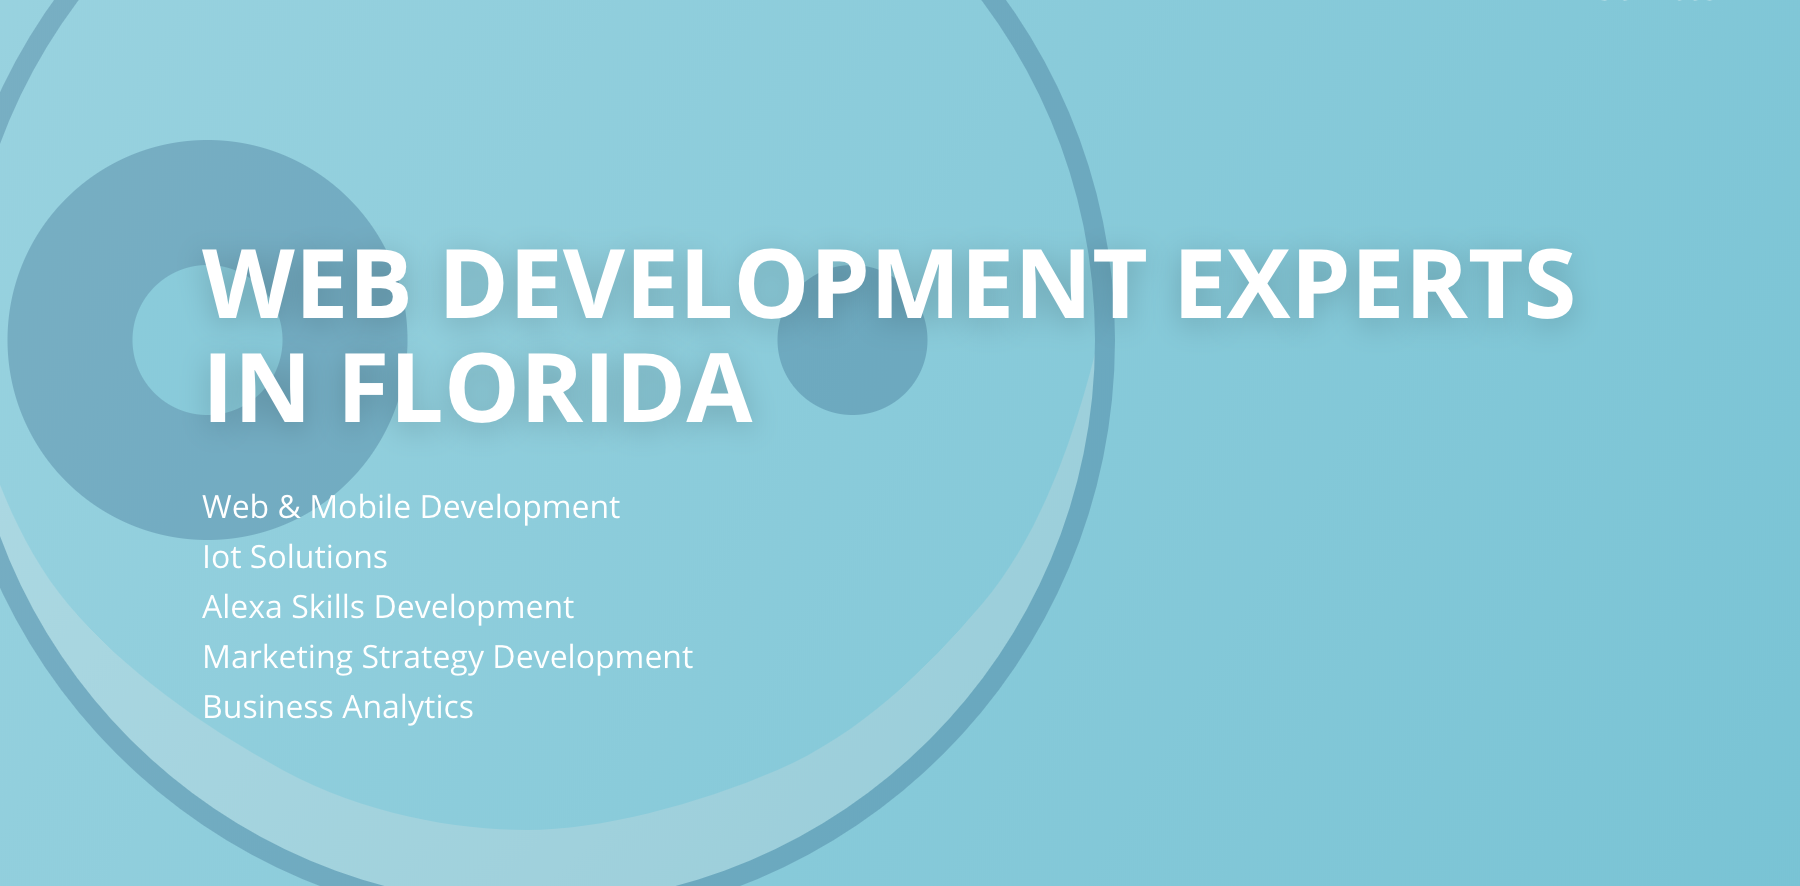 WEB DEVELOPMENT EXPERTS
IN FLORIDA
Web & Mobile Development
Iot Solutions
Alexa Skills Development
Marketing Strategy Development
Business Analytics